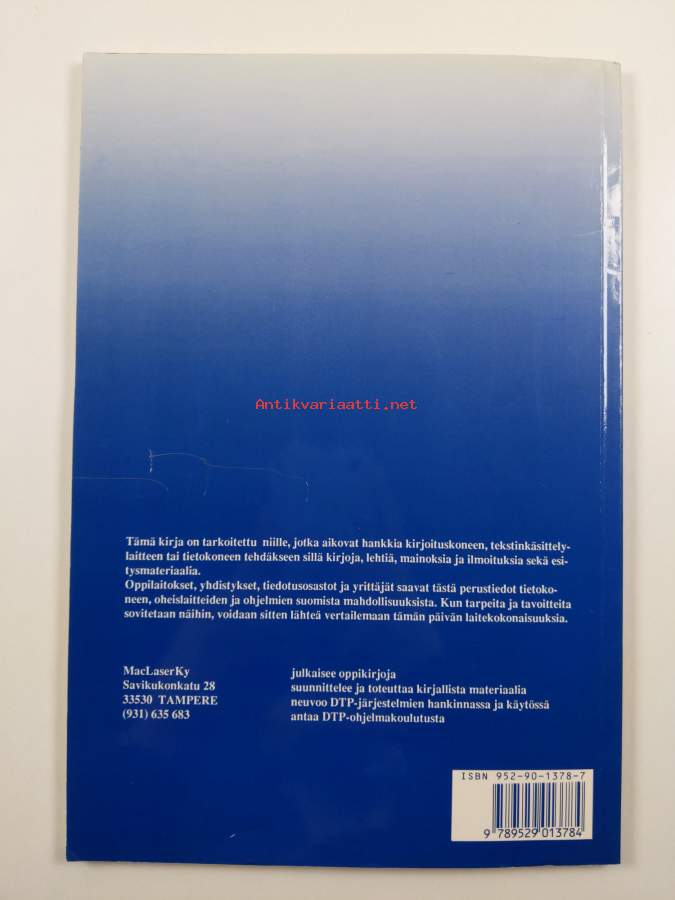 Antikvariaatti.net
Tämä kirja on tarkoitettu niille, jotka aikovat hankkia kirjoituskoneen, tekstinkäsittely-
laitteen tai tietokoneen tehdäkseen sillä kirjoja, lehtiä, mainoksia ja ilmoituksia sekä esi-
tysmateriaalia.
Oppilaitokset, yhdistykset, tiedotusosastot ja yrittäjät saavat tästä perustiedot tietoko-
neen, oheislaitteiden ja ohjelmien suomista mahdollisuuksista. Kun tarpeita ja tavoitteita
sovitetaan näihin, voidaan sitten lähteä vertailemaan tämän päivän laitekokonaisuuksia.
MacLaserKy
Savikukonkatu 28
33530 TAMPERE
(931) 635 683
julkaisee oppikirjoja
suunnittelee ja toteuttaa kirjallista materiaalia
neuvoo DTP-järjestelmien hankinnassa ja käytössä
antaa DTP-ohjelmakoulutusta
ISBN 952-90-1378-7
9 789529 013784